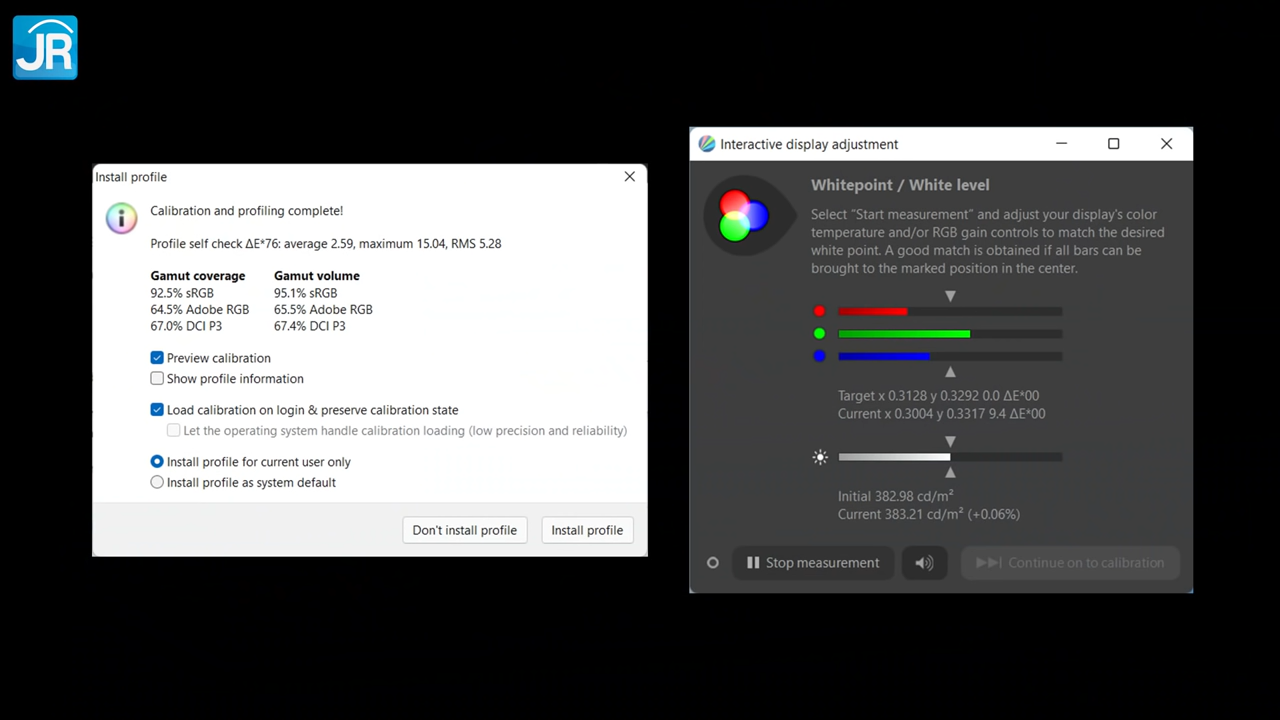 JR
Install profile
Calibration and profiling complete!
Profile self check ΔE*76: average 2.59, maximum 15.04, RMS 5.28
Gamut coverage Gamut volume
92.5% sRGB 95.1% sRGB
64.5% Adobe RGB 65.5% Adobe RGB
67.0% DCI P3 67.4% DCI P3
Preview calibration
Show profile information
Load calibration on login & preserve calibration state
Let the operating system handle calibration loading (low precision and reliability)
Install profile for current user only
Install profile as system default
Don't install profile Install profile
Interactive display adjustment
Whitepoint / White level
Select “Start measurement” and adjust your display's color
temperature and/or RGB gain controls to match the desired
white point. A good match is obtained if all bars can be
brought to the marked position in the center.
Target x 0.3128 y 0.3292 0.0 ΔE*00
Current x 0.3004 y 0.3317 9.4 ΔE*00
Initial 382.98 cd/m²
Current 383.21 cd/m² (+0.06%)
Stop measurement Continue on to calibration